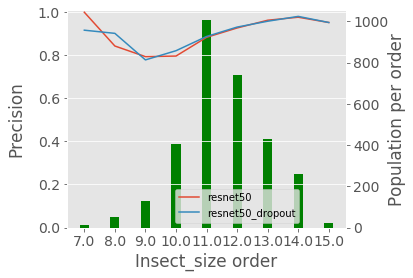 1.0
0.8
0.6
0.4
0.2
0.0
Precision
1000
800
600
400
200
0
Population per order
resnet50
resnet50_dropout
7.0 8.0 9.0 10.0 11.0 12.0 13.0 14.0 15.0
Insect_size order